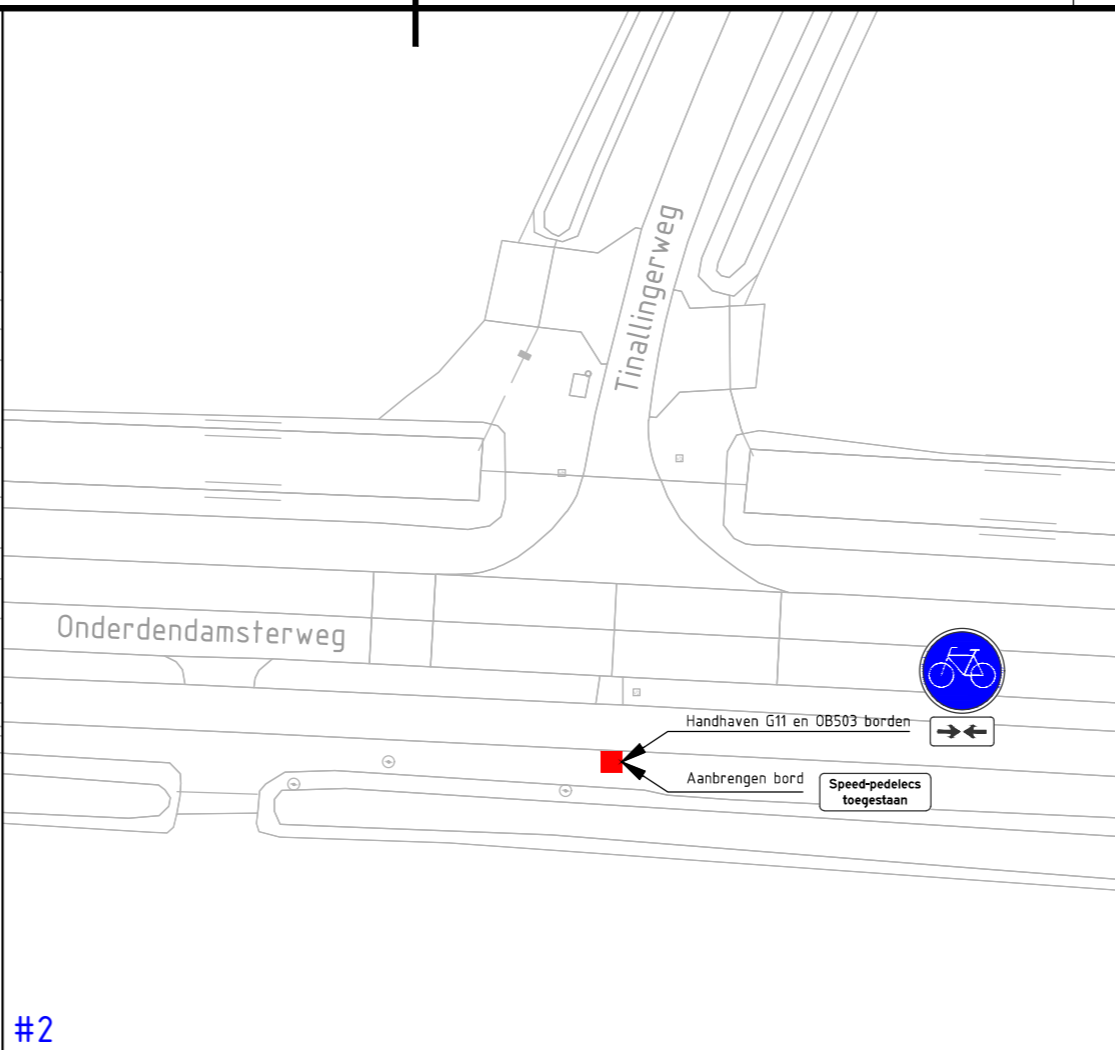 Tinallingerweg
Onderdendamsterweg
Handhaven G11 en OB503 borden
Aanbrengen bord
Speed-pedelecs
toegestaan
#2